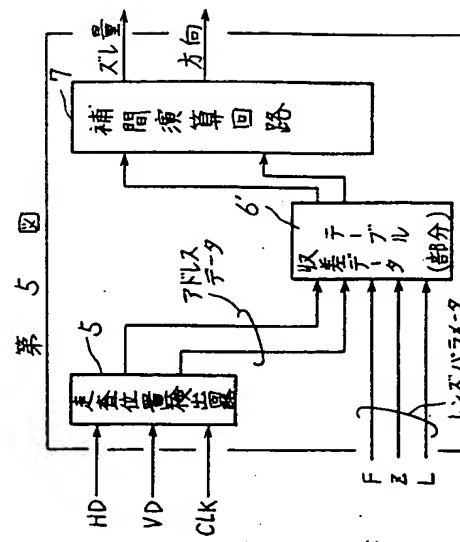 第 5 図
HD
VD
CLK
5
走査位置検出回路
アドレス
データ
F
Z
L
レンズパラメータ
6'
収差データ
テーブル
(部分)
7
補間演算回路
ズレ量
方向